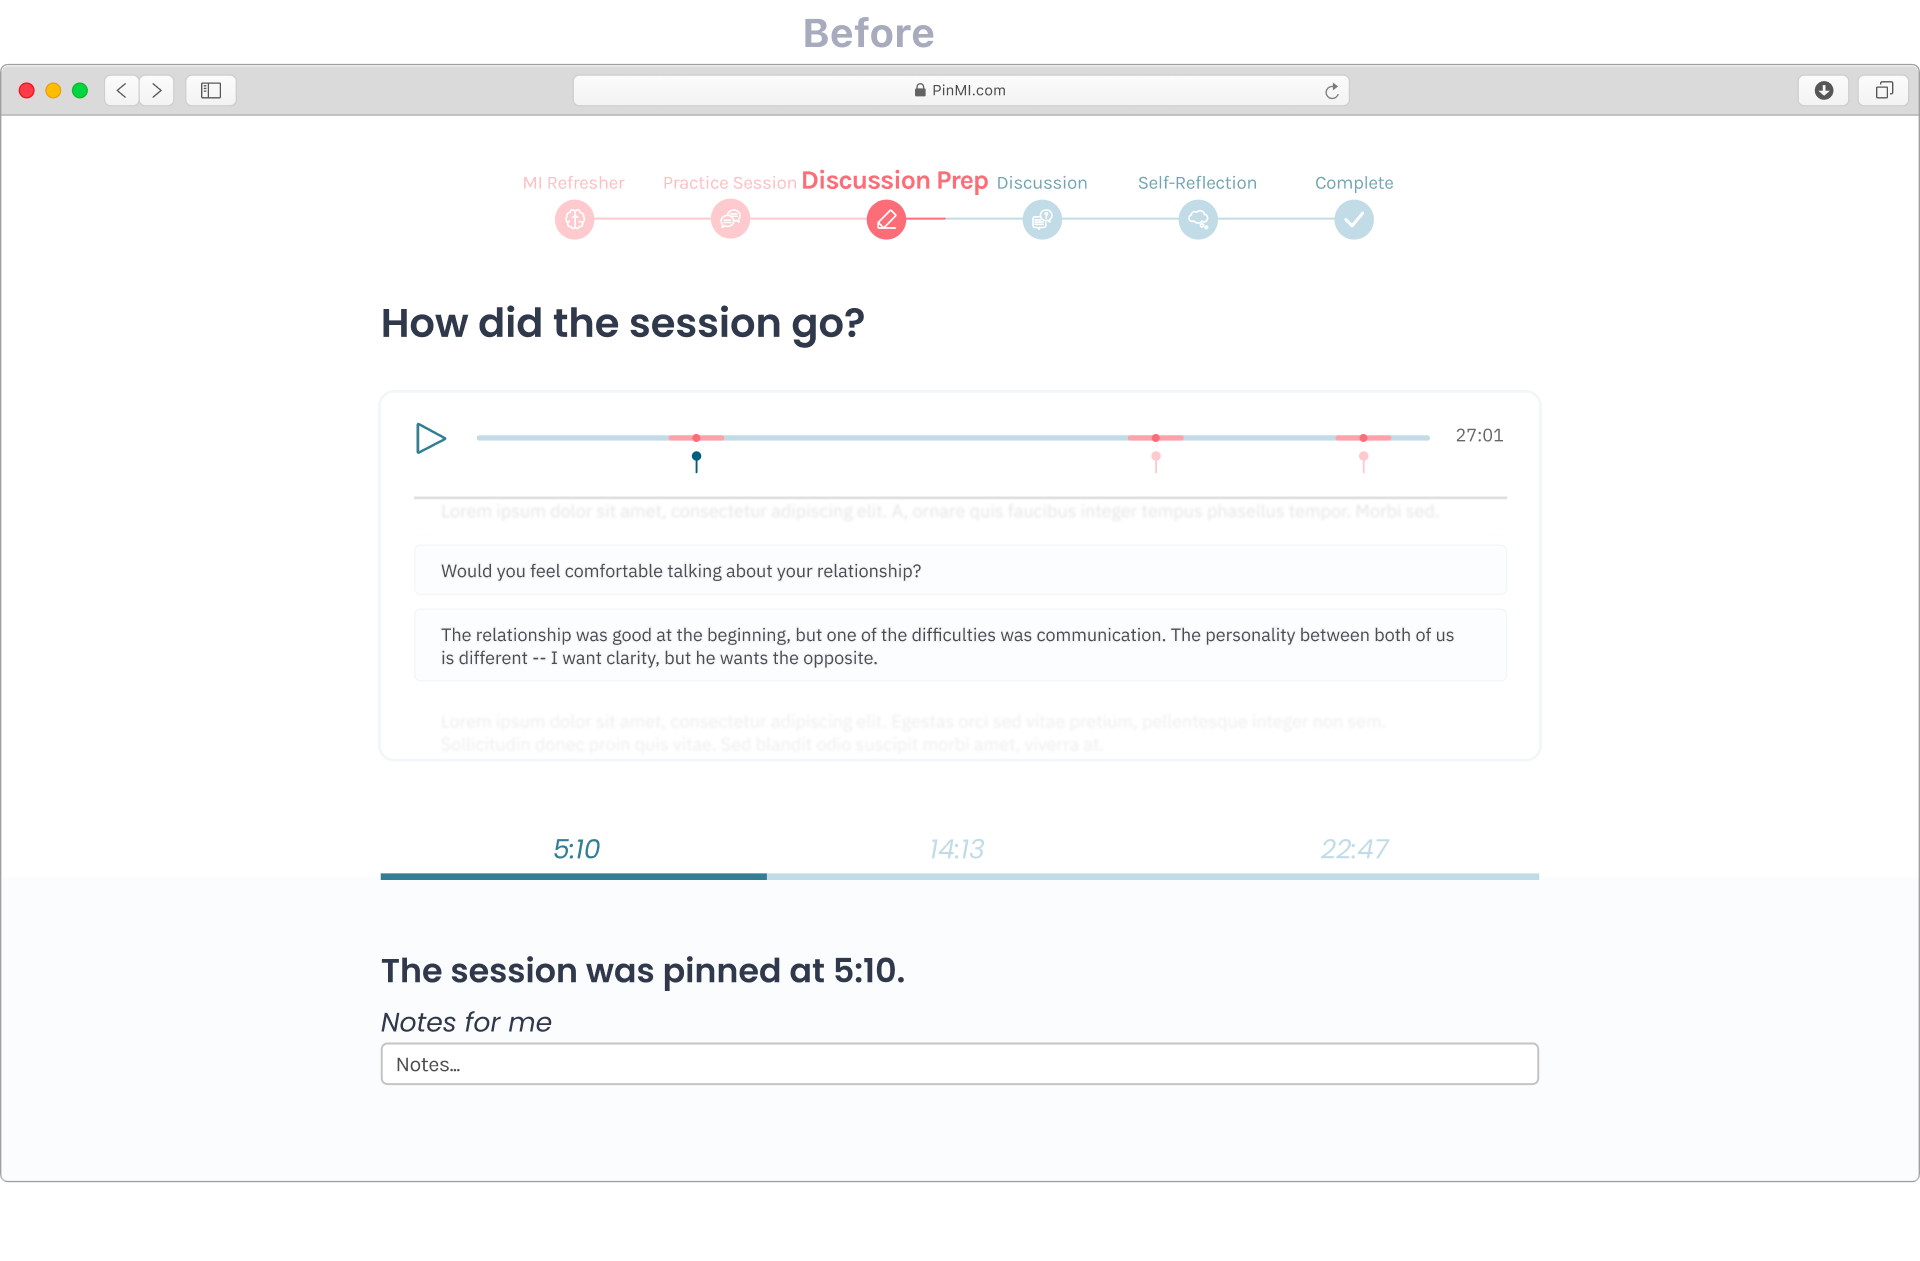 Before
PinMI.com
MI Refresher
Practice Session
Discussion Prep
Discussion
Self-Reflection
Complete
How did the session go?
27:01
Lorem ipsum dolor sit amet, consectetur adipiscing elit. A, ornare quis faucibus integer tempus phasellus tempor. Morbi sed.
Would you feel comfortable talking about your relationship?
The relationship was good at the beginning, but one of the difficulties was communication. The personality between both of us
is different -- I want clarity, but he wants the opposite.
Lorem ipsum dolor sit amet, consectetur adipiscing elit. Egestas orci sed vitae pretium, pellentesque integer non sem.
Sollicitudin donec proin quis vitae. Sed blandit odio suscipit morbi amet, viverra at.
5:10
14:13
22:47
The session was pinned at 5:10.
Notes for me
Notes...